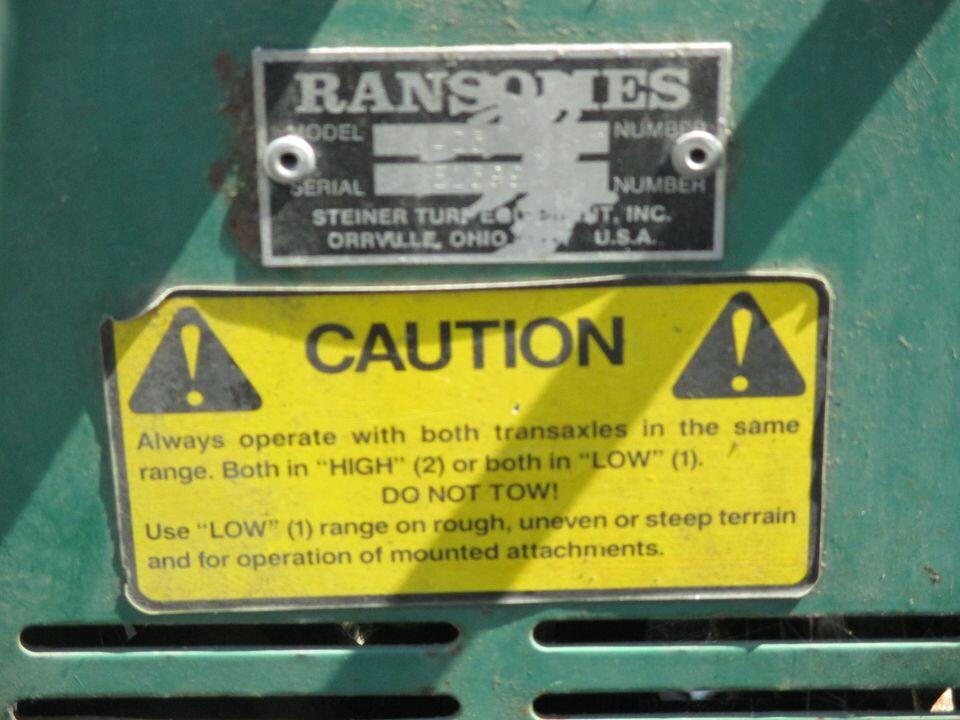 RANSOMES
MODEL NUMBER
SERIAL NUMBER
STEINER TURF EQUIPMENT, INC.
ORRVILLE, OHIO U.S.A.
CAUTION
Always operate with both transaxles in the same
range. Both in "HIGH" (2) or both in "LOW" (1).
DO NOT TOW!
Use "LOW" (1) range on rough, uneven or steep terrain
and for operation of mounted attachments.